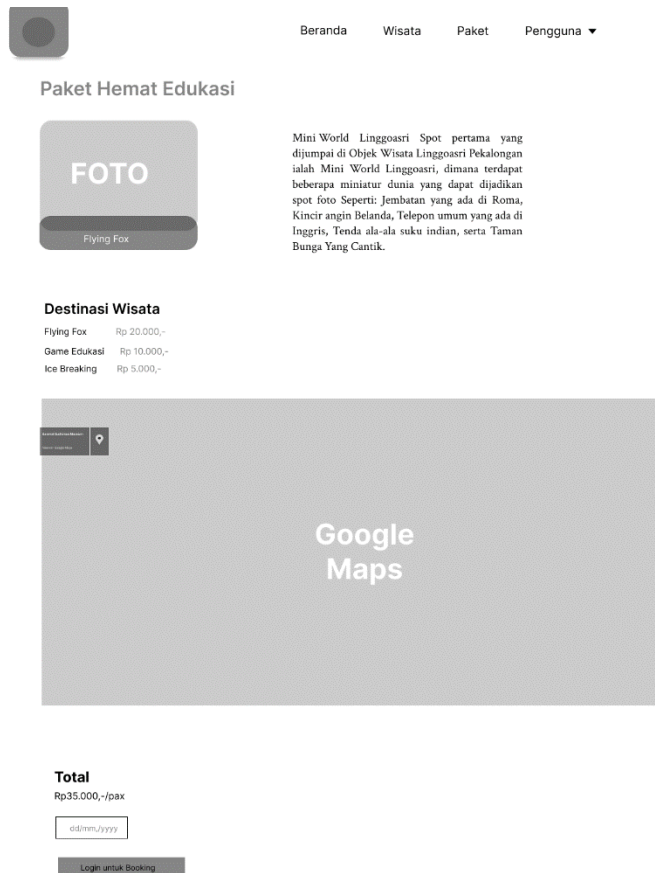 Beranda Wisata Paket Pengguna
Paket Hemat Edukasi
FOTO
Flying Fox
Mini World Linggoasri Spot pertama yang
dijumpai di Objek Wisata Linggoasri Pekalongan
ialah Mini World Linggoasri, dimana terdapat
beberapa miniatur dunia yang dapat dijadikan
spot foto Seperti: Jembatan yang ada di Roma,
Kincir angin Belanda, Telepon umum yang ada di
Inggris, Tenda ala-ala suku indian, serta Taman
Bunga Yang Cantik.
Destinasi Wisata
Flying Fox Rp 20.000,-
Game Edukasi Rp 10.000,-
Ice Breaking Rp 5.000,-
Google
Maps
Total
Rp35.000,-/pax
dd/mm,/yyyy
Login untuk Booking